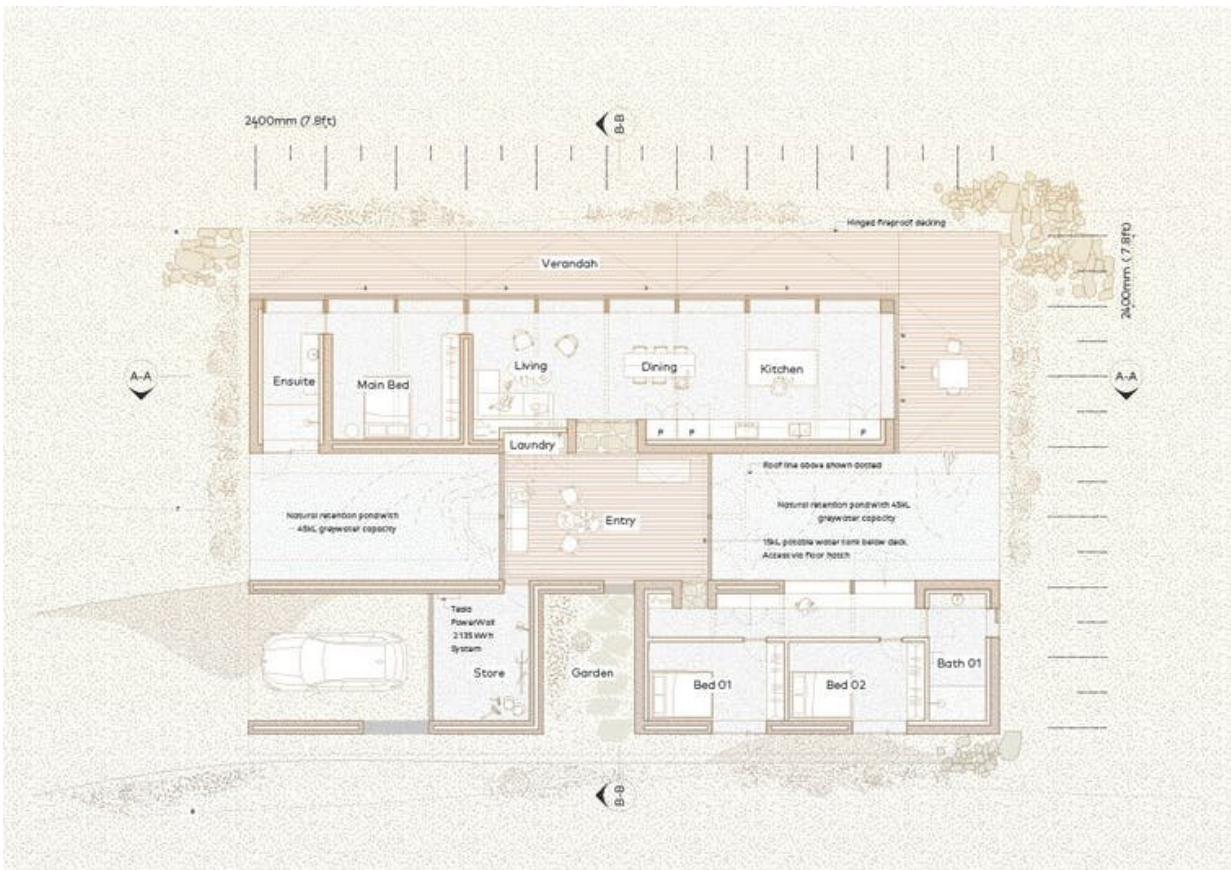 2400mm (7.8ft)
B-B
Hinged fireproof decking
2400mm (7.8ft)
Verandah
A-A
Ensuite
Main Bed
Living
Dining
Kitchen
A-A
P
P
P
Laundry
Roof line above shown dotted
Natural retention pond with
45kL greywater capacity
Entry
Natural retention pond with 45kL
greywater capacity
15kL potable water tank below deck.
Access via floor hatch
Tesla
PowerWall
System
Store
Garden
Bed 01
Bed 02
Bath 01
B-B